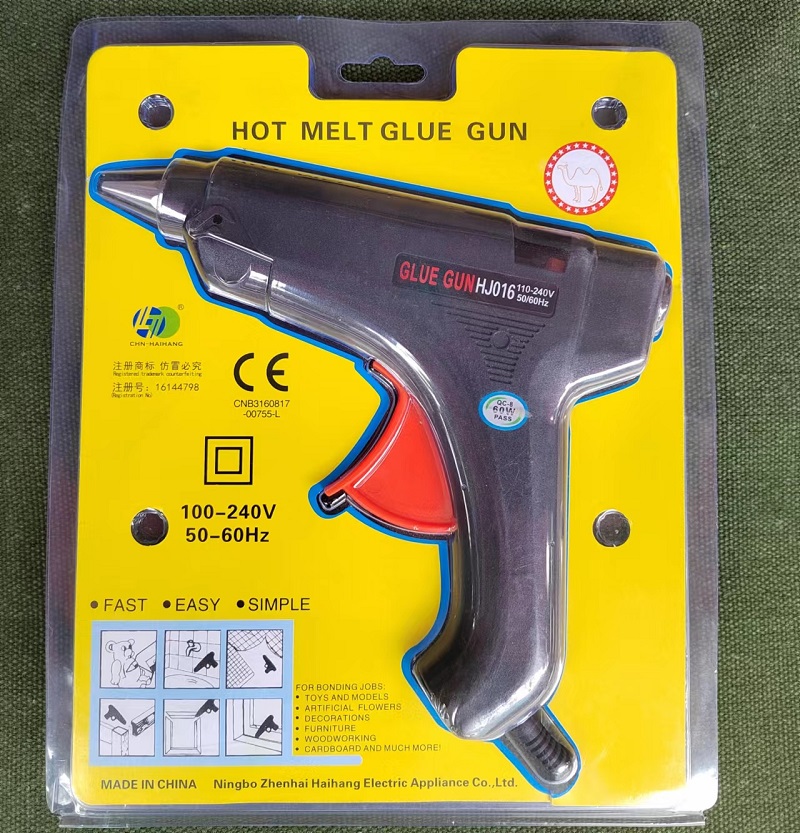 HOT MELT GLUE GUN
GLUE GUN HJ016 110-240V
50/60Hz
CHN-HAIHANG ®
注册商标 仿冒必究
Registered trademark counterfeiting
注册号：16144798
(Registration No)
CE
CNB3160817
-00755-L
QC-6
60W
PASS
100-240V
50-60Hz
• FAST • EASY • SIMPLE
FOR BONDING JOBS:
• TOYS AND MODELS
• ARTIFICIAL FLOWERS
• DECORATIONS
• FURNITURE
• WOODWORKING
• CARDBOARD AND MUCH MORE!
MADE IN CHINA Ningbo Zhenhai Haihang Electric Appliance Co.,Ltd.